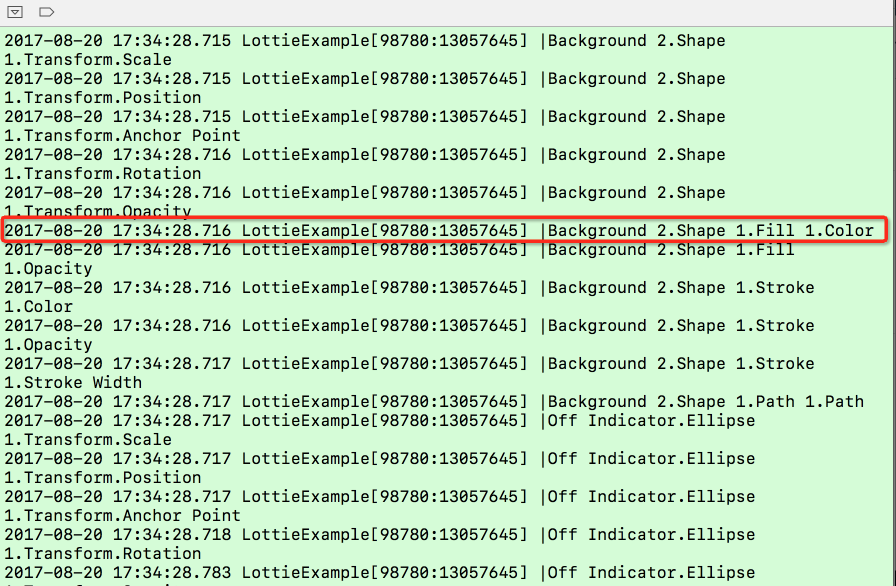 2017-08-20 17:34:28.715 LottieExample[98780:13057645] |Background 2.Shape
1.Transform.Scale
2017-08-20 17:34:28.715 LottieExample[98780:13057645] |Background 2.Shape
1.Transform.Position
2017-08-20 17:34:28.715 LottieExample[98780:13057645] |Background 2.Shape
1.Transform.Anchor Point
2017-08-20 17:34:28.716 LottieExample[98780:13057645] |Background 2.Shape
1.Transform.Rotation
2017-08-20 17:34:28.716 LottieExample[98780:13057645] |Background 2.Shape
1.Transform.Opacity
2017-08-20 17:34:28.716 LottieExample[98780:13057645] |Background 2.Shape 1.Fill 1.Color
2017-08-20 17:34:28.716 LottieExample[98780:13057645] |Background 2.Shape 1.Fill
1.Opacity
2017-08-20 17:34:28.716 LottieExample[98780:13057645] |Background 2.Shape 1.Stroke
1.Color
2017-08-20 17:34:28.716 LottieExample[98780:13057645] |Background 2.Shape 1.Stroke
1.Opacity
2017-08-20 17:34:28.717 LottieExample[98780:13057645] |Background 2.Shape 1.Stroke
1.Stroke Width
2017-08-20 17:34:28.717 LottieExample[98780:13057645] |Background 2.Shape 1.Path 1.Path
2017-08-20 17:34:28.717 LottieExample[98780:13057645] |Off Indicator.Ellipse
1.Transform.Scale
2017-08-20 17:34:28.717 LottieExample[98780:13057645] |Off Indicator.Ellipse
1.Transform.Position
2017-08-20 17:34:28.717 LottieExample[98780:13057645] |Off Indicator.Ellipse
1.Transform.Anchor Point
2017-08-20 17:34:28.718 LottieExample[98780:13057645] |Off Indicator.Ellipse
1.Transform.Rotation
2017-08-20 17:34:28.783 LottieExample[98780:13057645] |Off Indicator.Ellipse